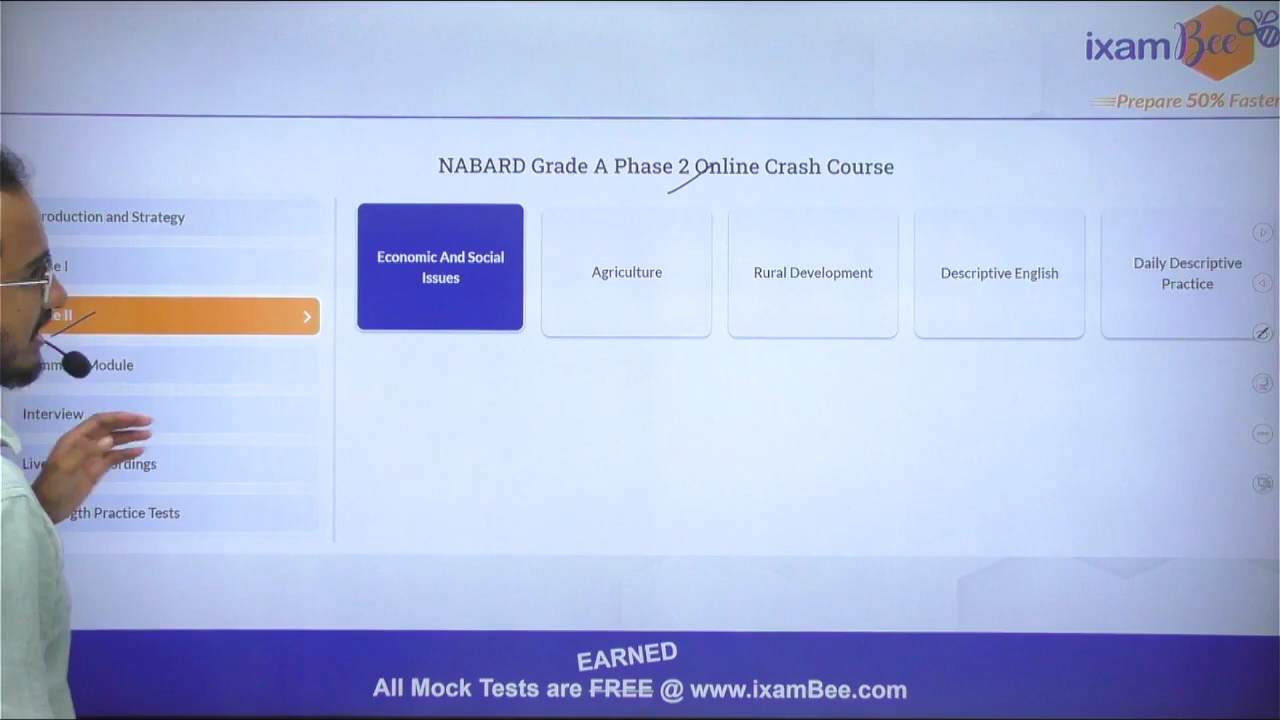 ixamBee
Prepare 50% Faster
NABARD Grade A Phase 2 Online Crash Course
roduction and Strategy
e I
e II
Module
Interview
Live
rdings
gth Practice Tests
Economic And Social
Issues
Agriculture
Rural Development
Descriptive English
Daily Descriptive
Practice
EARNED
All Mock Tests are FREE @ www.ixamBee.com